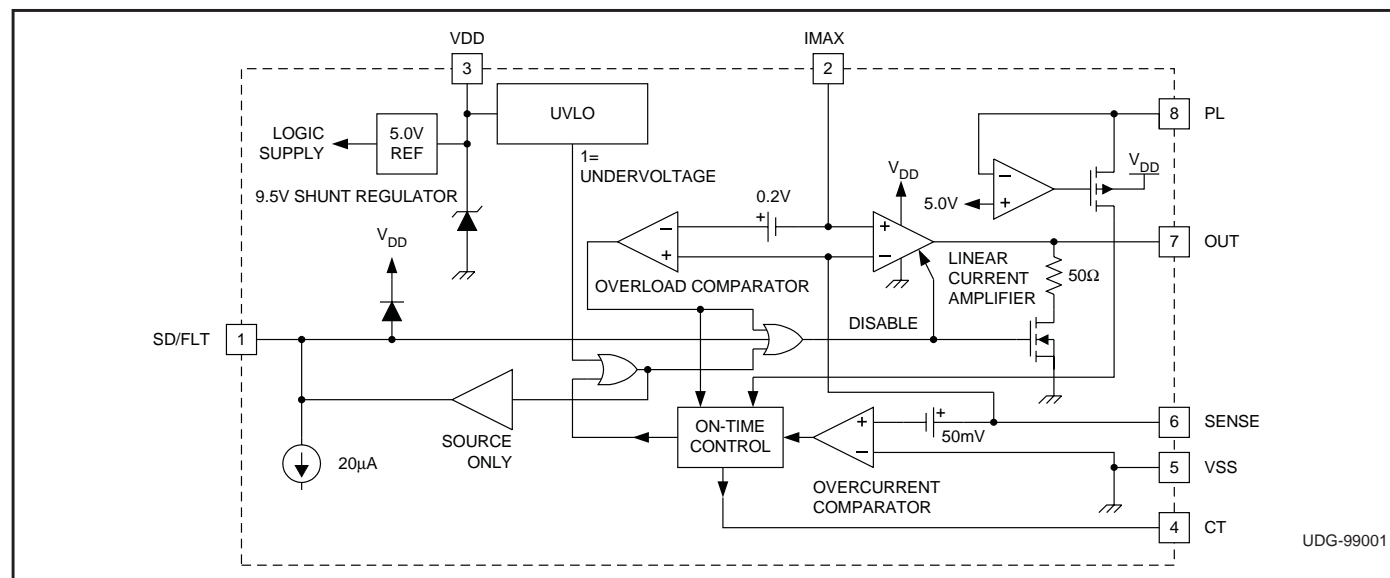 VDD
IMAX
3
2
UVLO
8 PL
LOGIC
SUPPLY
5.0V
REF
1=
UNDERVOLTAGE
9.5V SHUNT REGULATOR
VDD
0.2V
+
−
+
OVERLOAD COMPARATOR
VDD
+
−
LINEAR
CURRENT
AMPLIFIER
5.0V
−
+
VDD
7 OUT
50Ω
VDD
SD/FLT 1
DISABLE
SOURCE
ONLY
20µA
ON-TIME
CONTROL
+
−
+
50mV
OVERCURRENT
COMPARATOR
6 SENSE
5 VSS
4 CT
UDG-99001